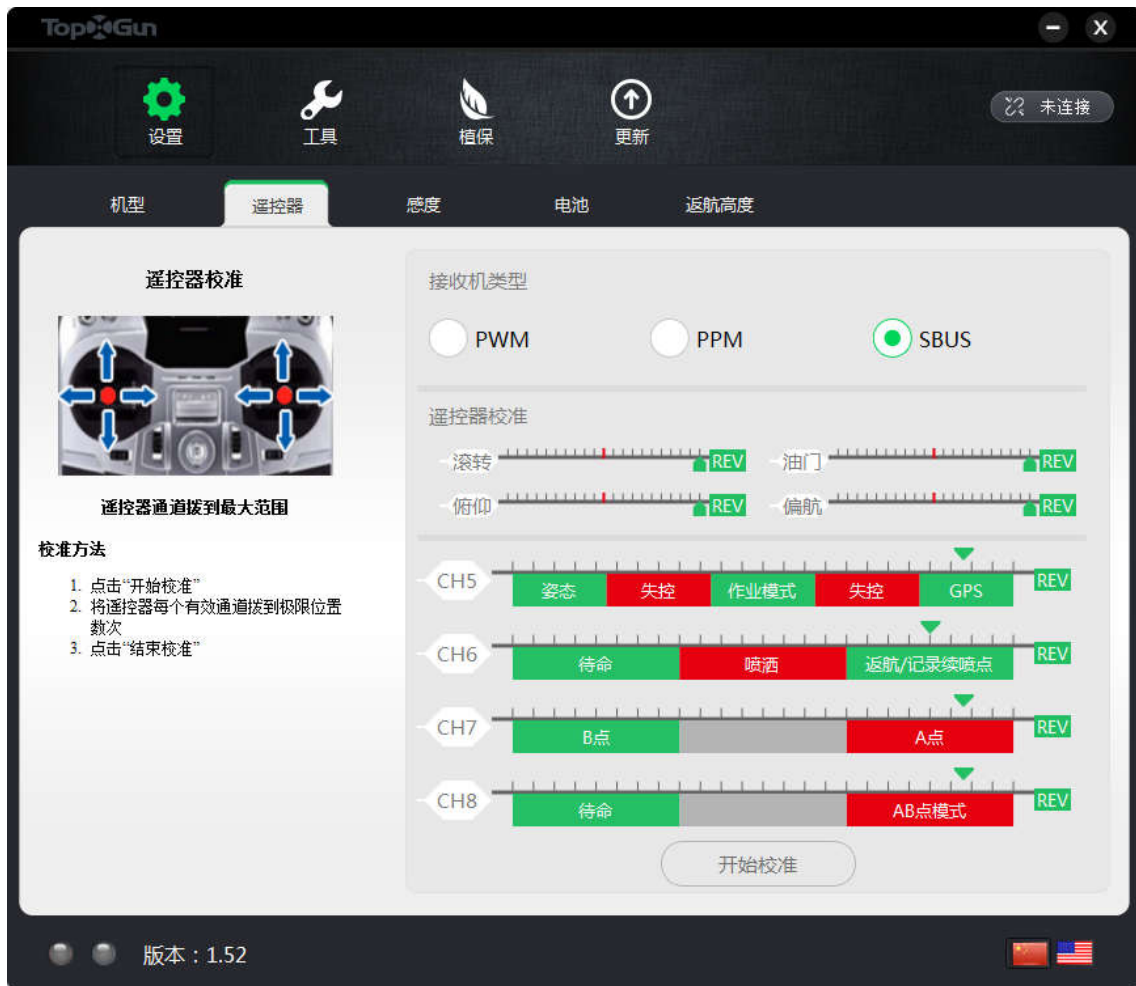 TopXGun
设置 工具 植保 更新 未连接
机型 遥控器 感度 电池 返航高度
遥控器校准
遥控器通道拨到最大范围
校准方法
1. 点击“开始校准”
2. 将遥控器每个有效通道拨到极限位置
数次
3. 点击“结束校准”
接收机类型
PWM PPM SBUS
遥控器校准
滚转 REV 油门 REV
俯仰 REV 偏航 REV
CH5 姿态 失控 作业模式 失控 GPS REV
CH6 待命 喷洒 返航/记录续喷点 REV
CH7 B点 A点 REV
CH8 待命 AB点模式 REV
开始校准
版本：1.52